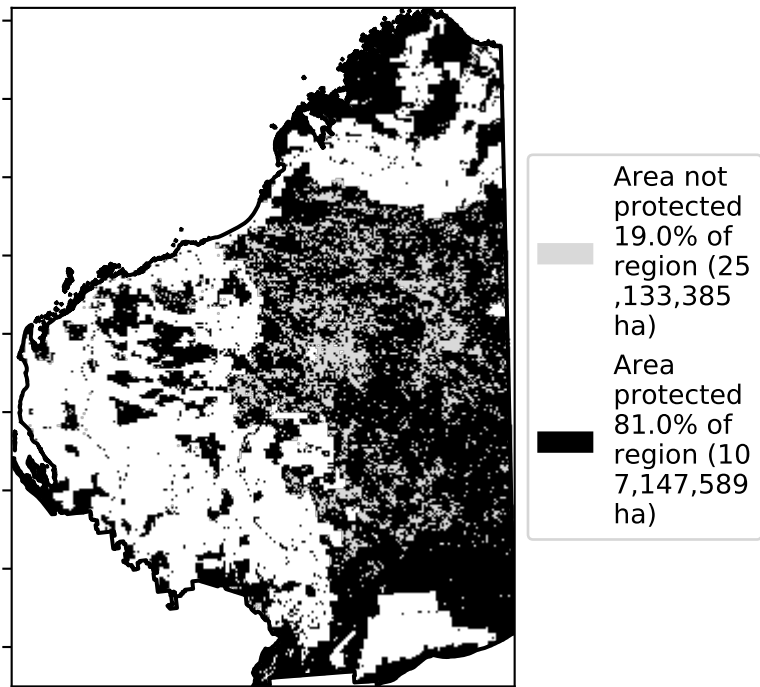 Area not
protected
19.0% of
region (25
,133,385
ha)
Area
protected
81.0% of
region (10
7,147,589
ha)